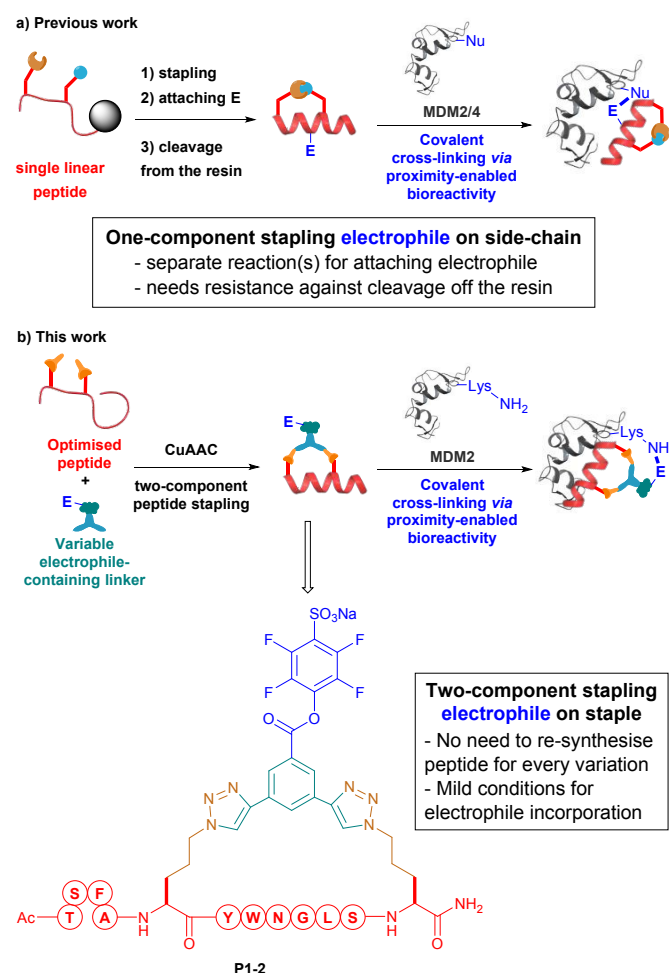 a) Previous work
Nu
1) stapling
2) attaching E
3) cleavage
from the resin
single linear
peptide
E
MDM2/4
Covalent
cross-linking via
proximity-enabled
bioreactivity
Nu
E
One-component stapling electrophile on side-chain
- separate reaction(s) for attaching electrophile
- needs resistance against cleavage off the resin
b) This work
Optimised
peptide
+
E
Variable
electrophile-
containing linker
CuAAC
two-component
peptide stapling
E
Lys
NH2
MDM2
Covalent
cross-linking via
proximity-enabled
bioreactivity
Lys
NH
E
SO3Na
F F
F F
O O
Two-component stapling
electrophile on staple
- No need to re-synthesise
peptide for every variation
- Mild conditions for
electrophile incorporation
N N N N
N N
S F
Ac T A N H O Y W N G L S N H O NH2
P1-2